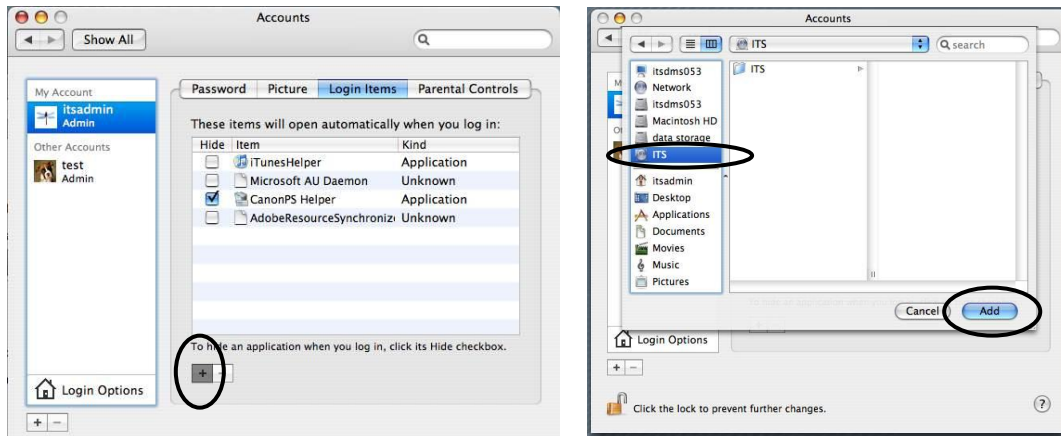 Accounts
Show All
My Account
itsadmin
Admin
Other Accounts
test
Admin
Login Options
Password Picture Login Items Parental Controls
These items will open automatically when you log in:
Hide Item Kind
iTunesHelper Application
Microsoft AU Daemon Unknown
CanonPS Helper Application
AdobeResourceSynchroniz Unknown
To hide an application when you log in, click its Hide checkbox.
+ −
+ −
Accounts
ITS
search
itsdms053
Network
itsdms053
Macintosh HD
data storage
ITS
itsadmin
Desktop
Applications
Documents
Movies
Music
Pictures
ITS
Cancel Add
Login Options
+ −
Click the lock to prevent further changes.
?